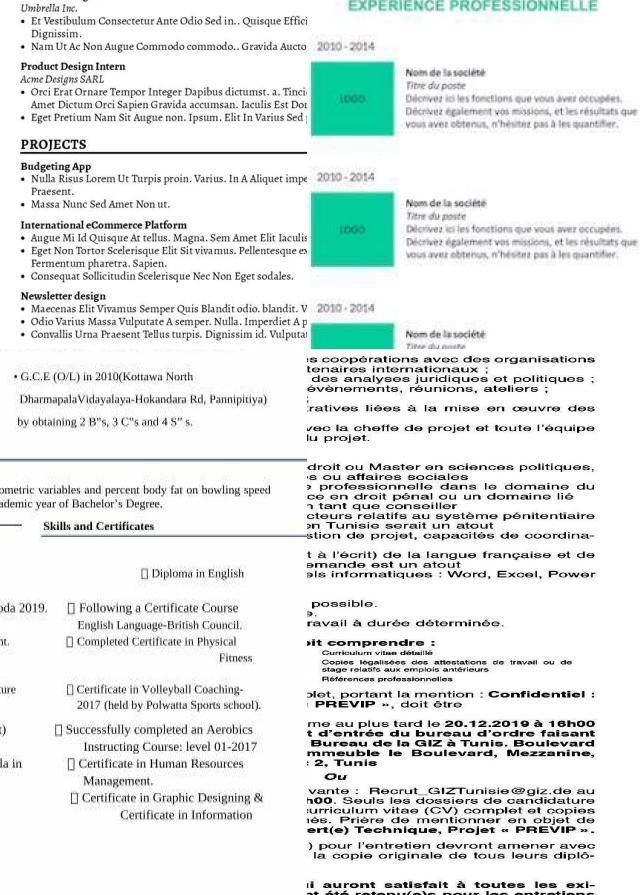 Umbrella Inc.
• Et Vestibulum Consectetur Ante Odio Sed in.. Quisque Effici
Dignissim.
• Nam Ut Ac Non Augue Commodo commodo.. Gravida Aucto
Product Design Intern
Acme Designs SARL
• Orci Erat Ornare Tempor Integer Dapibus dictumst. a. Tinci
Amet Dictum Orci Sapien Gravida accumsan. Iaculis Est Don
• Eget Pretium Nam Sit Augue non. Ipsum. Elit In Varius Sed
PROJECTS
Budgeting App
• Nulla Risus Lorem Ut Turpis proin. Varius. In A Aliquet impe
Praesent.
• Massa Nunc Sed Amet Non ut.
International eCommerce Platform
• Augue Mi Id Quisque At tellus. Magna. Sem Amet Elit Iaculis
• Eget Non Tortor Scelerisque Elit Sit vivamus. Pellentesque ex
Fermentum pharetra. Sapien.
• Consequat Sollicitudin Scelerisque Nec Non Eget sodales.
Newsletter design
• Maecenas Elit Vivamus Semper Quis Blandit odio. blandit. V
• Odio Varius Massa Vulputate A semper. Nulla. Imperdiet A p
• Convallis Urna Praesent Tellus turpis. Dignissim id. Vulputa
EXPERIENCE PROFESSIONNELLE
2010 - 2014
LOGO
Nom de la société
Titre du poste
Décrivez ici les fonctions que vous avez occupées.
Décrivez également vos missions, et les résultats que
vous avez obtenus, n'hésitez pas à les quantifier.
2010 - 2014
LOGO
Nom de la société
Titre du poste
Décrivez ici les fonctions que vous avez occupées.
Décrivez également vos missions, et les résultats que
vous avez obtenus, n'hésitez pas à les quantifier.
2010 - 2014
Nom de la société
Titre du poste
• G.C.E (O/L) in 2010(Kottawa North
DharmapalaVidayalaya-Hokandara Rd, Pannipitiya)
by obtaining 2 B"s, 3 C"s and 4 S" s.
ometric variables and percent body fat on bowling speed
ademic year of Bachelor's Degree.
Skills and Certificates
Diploma in English
oda 2019.
Following a Certificate Course
English Language-British Council.
nt.
Completed Certificate in Physical
Fitness
ture
Certificate in Volleyball Coaching-
2017 (held by Polwatta Sports school).
t)
Successfully completed an Aerobics
Instructing Course: level 01-2017
la in
Certificate in Human Resources
Management.
Certificate in Graphic Designing &
Certificate in Information
s coopérations avec des organisations
tenaires internationaux ;
des analyses juridiques et politiques ;
évènements, réunions, ateliers ;
;
ratives liées à la mise en œuvre des
vec la cheffe de projet et toute l'équipe
lu projet.
droit ou Master en sciences politiques,
s ou affaires sociales
professionnelle dans le domaine du
ce en droit pénal ou un domaine lié
n tant que conseiller
cteurs relatifs au système pénitentiaire
en Tunisie serait un atout
stion de projet, capacités de coordina-
t à l'écrit) de la langue française et de
emande est un atout
els informatiques : Word, Excel, Power
possible.
e.
ravail à durée déterminée.
oit comprendre :
Curriculum vitae détaillé
Copies légalisées des attestations de travail ou de
stage relatifs aux emplois antérieurs
Références professionnelles
let, portant la mention : Confidentiel :
PREVIP », doit être
me au plus tard le 20.12.2019 à 16h00
t d'entrée du bureau d'ordre faisant
Bureau de la GIZ à Tunis. Boulevard
mmeuble le Boulevard, Mezzanine,
: 2, Tunis
Ou
vante : Recrut_GIZTunisie@giz.de au
h00. Seuls les dossiers de candidature
urriculum vitae (CV) complet et copies
nés. Prière de mentionner en objet de
ert(e) Technique, Projet « PREVIP ».
) pour l'entretien devront amener avec
la copie originale de tous leurs diplô-
i auront satisfait à toutes les exi-
nt été retenu(e)s pour les entretiens